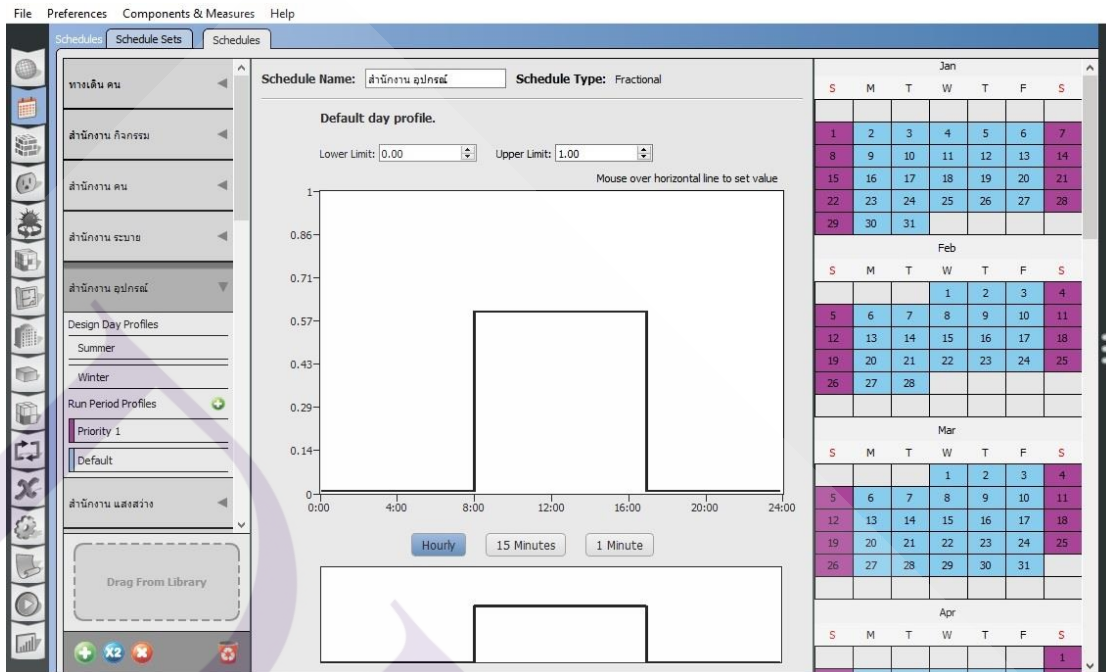 File Preferences Components & Measures Help
Schedules Schedule Sets Schedules
ทางเดิน คน
สำนักงาน กิจกรรม
สำนักงาน คน
สำนักงาน ระบาย
สำนักงาน อุปกรณ์
Design Day Profiles
Summer
Winter
Run Period Profiles
Priority 1
Default
สำนักงาน แสงสว่าง
Drag From Library
X2
Schedule Name: สำนักงาน อุปกรณ์ Schedule Type: Fractional
Default day profile.
Lower Limit: 0.00 Upper Limit: 1.00
Mouse over horizontal line to set value
1
0.86
0.71
0.57
0.43
0.29
0.14
0
0:00 4:00 8:00 12:00 16:00 20:00 24:00
Hourly 15 Minutes 1 Minute
Jan
S M T W T F S
1 2 3 4 5 6 7
8 9 10 11 12 13 14
15 16 17 18 19 20 21
22 23 24 25 26 27 28
29 30 31
Feb
S M T W T F S
1 2 3 4
5 6 7 8 9 10 11
12 13 14 15 16 17 18
19 20 21 22 23 24 25
26 27 28
Mar
S M T W T F S
1 2 3 4
5 6 7 8 9 10 11
12 13 14 15 16 17 18
19 20 21 22 23 24 25
26 27 28 29 30 31
Apr
S M T W T F S
1